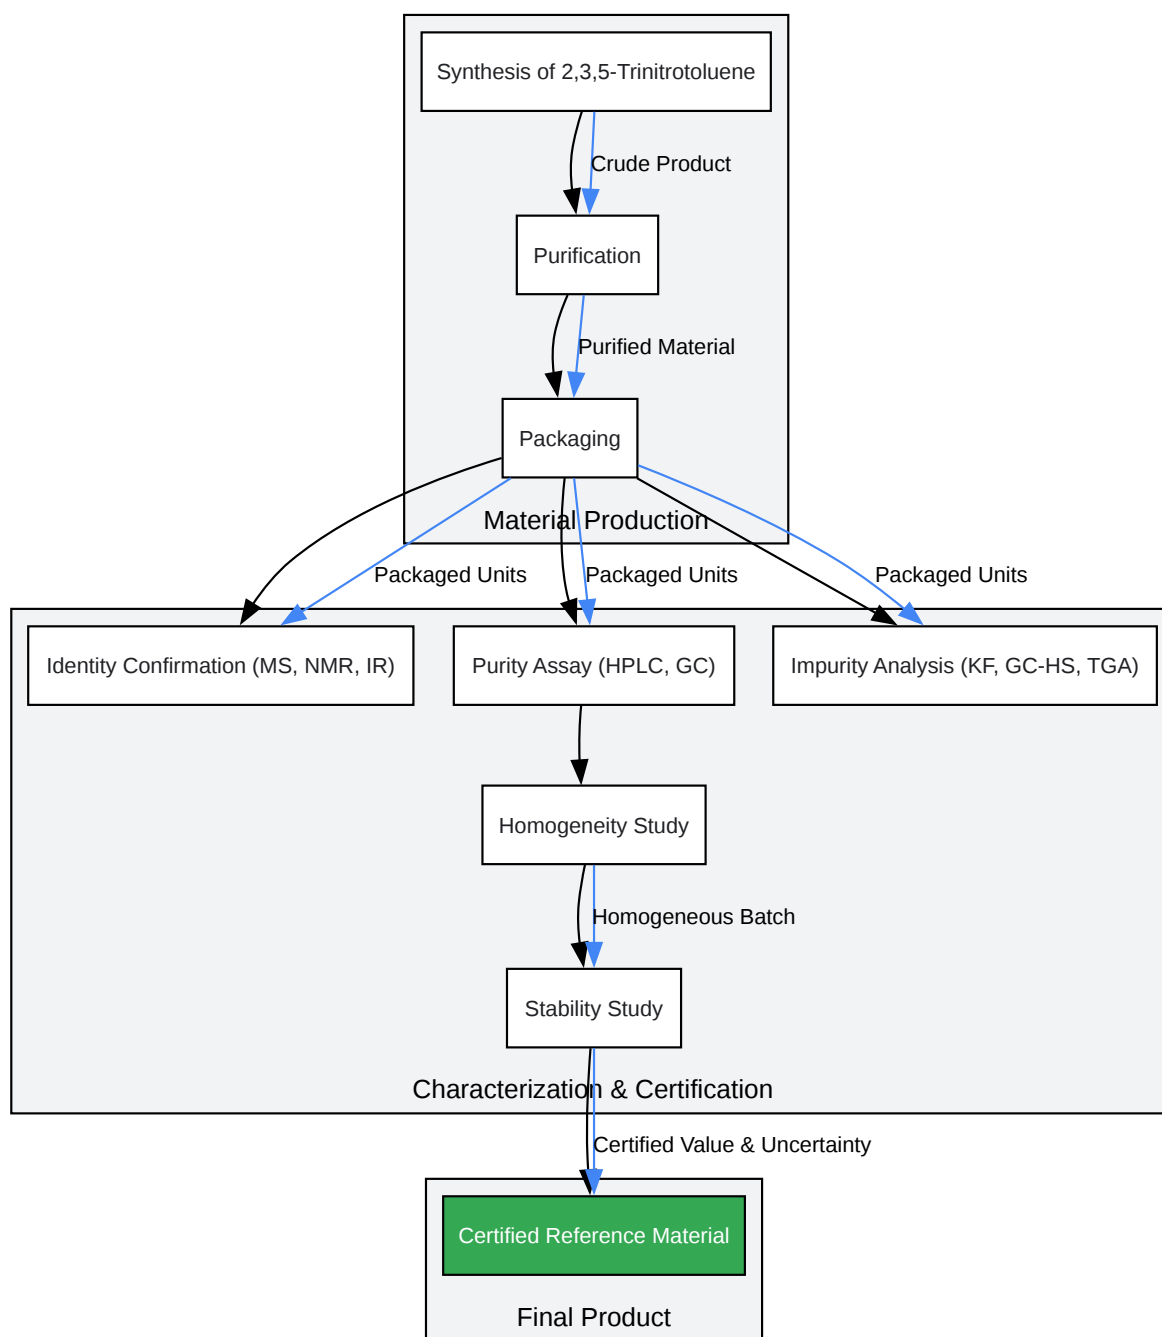 Synthesis of 2,3,5-Trinitrotoluene
Crude Product
Purification
Purified Material
Packaging
Material Production
Packaged Units
Packaged Units
Packaged Units
Identity Confirmation (MS, NMR, IR)
Purity Assay (HPLC, GC)
Impurity Analysis (KF, GC-HS, TGA)
Homogeneity Study
Homogeneous Batch
Stability Study
Characterization & Certification
Certified Value & Uncertainty
Certified Reference Material
Final Product